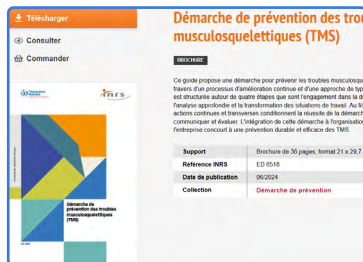 Télécharger
Consulter
Commander
Démarche de prévention des trou
musculosquelettiques (TMS)
BROCHURE
Ce guide propose une démarche pour prévenir les troubles musculosqu
travers d'un processus d'amélioration continue et d'une approche de typ
est structurée autour de quatre étapes que sont l'engagement dans la d
l'analyse approfondie et la transformation des situations de travail. Au fil
actions continues et transverses conditionnent la réussite de la démarch
communiquer et évaluer. L'intégration de cette démarche à l'organisation
l'entreprise concourt à une prévention durable et efficace des TMS.
inrs
Démarche de
prévention des troubles
musculosquelettiques
(TMS)
Support Brochure de 36 pages, format 21 x 29,7
Référence INRS ED 6518
Date de publication 06/2024
Collection Démarche de prévention